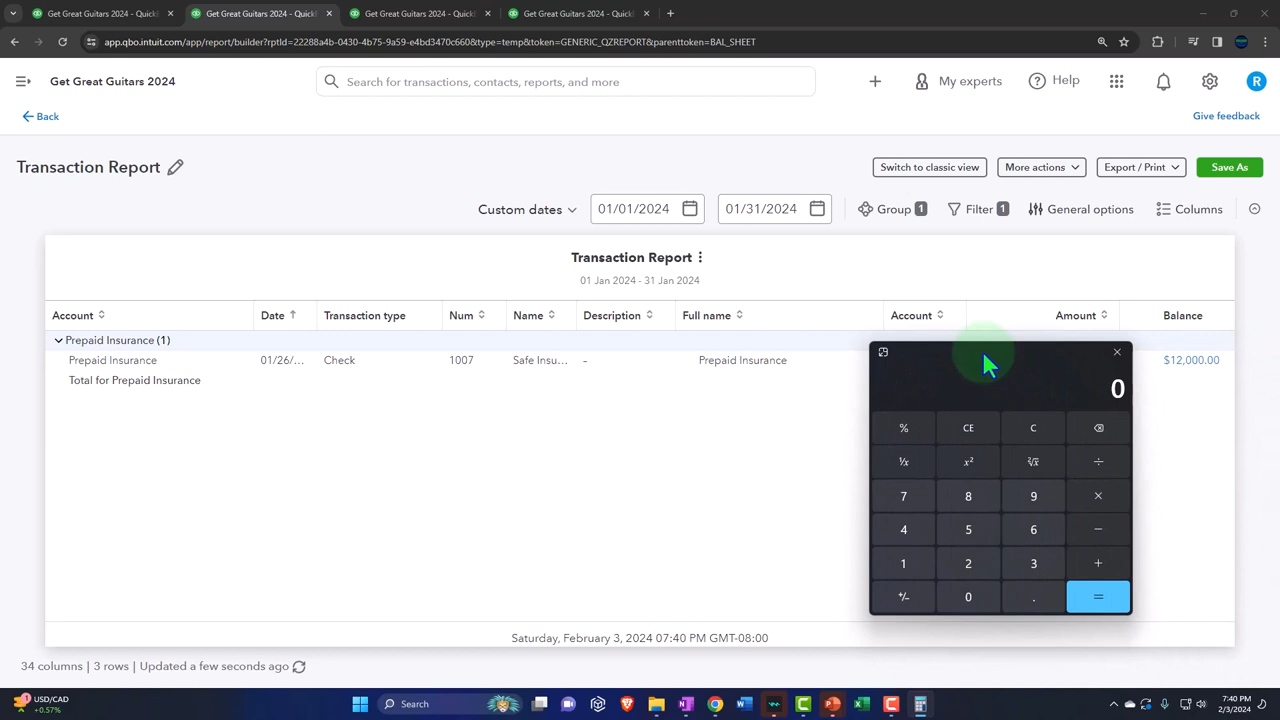 Get Great Guitars 2024 - QuickB
Get Great Guitars 2024 - QuickB
Get Great Guitars 2024 - QuickB
Get Great Guitars 2024 - QuickB
app.qbo.intuit.com/app/report/builder?rptId=22288a4b-0430-4b75-9a59-e4bd3470c660&type=temp&token=GENERIC_QZREPORT&parenttoken=BAL_SHEET
Get Great Guitars 2024
Search for transactions, contacts, reports, and more
My experts
Help
R
Back
Give feedback
Transaction Report
Switch to classic view
More actions
Export / Print
Save As
Custom dates
01/01/2024
01/31/2024
Group 1
Filter 1
General options
Columns
Transaction Report
01 Jan 2024 - 31 Jan 2024
Account Date Transaction type Num Name Description Full name Account Amount Balance
Prepaid Insurance (1)
Prepaid Insurance 01/26/... Check 1007 Safe Insu... – Prepaid Insurance $12,000.00
Total for Prepaid Insurance
0
% CE C
¹/x x² ²√x ÷
7 8 9 ×
4 5 6 −
1 2 3 +
+/− 0 . =
Saturday, February 3, 2024 07:40 PM GMT-08:00
34 columns | 3 rows | Updated a few seconds ago
USD/CAD
+0.57%
Search
7:40 PM
2/3/2024